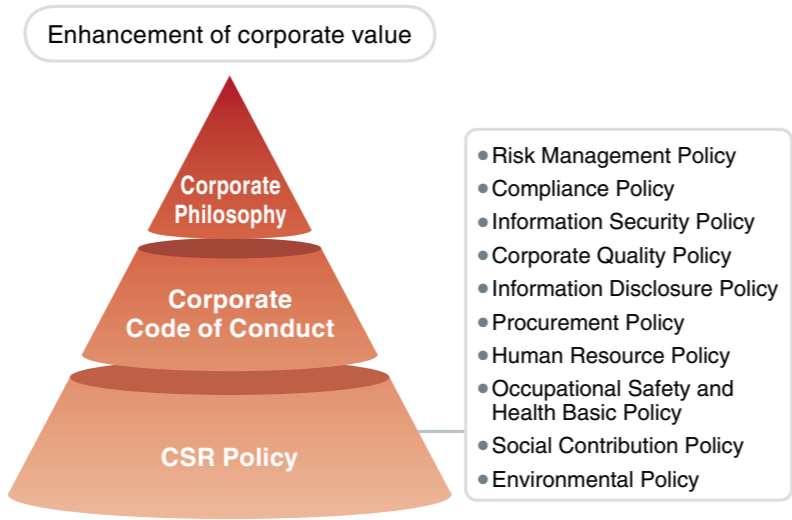 Enhancement of corporate value
Corporate
Philosophy
Corporate
Code of Conduct
CSR Policy
• Risk Management Policy
• Compliance Policy
• Information Security Policy
• Corporate Quality Policy
• Information Disclosure Policy
• Procurement Policy
• Human Resource Policy
• Occupational Safety and
Health Basic Policy
• Social Contribution Policy
• Environmental Policy